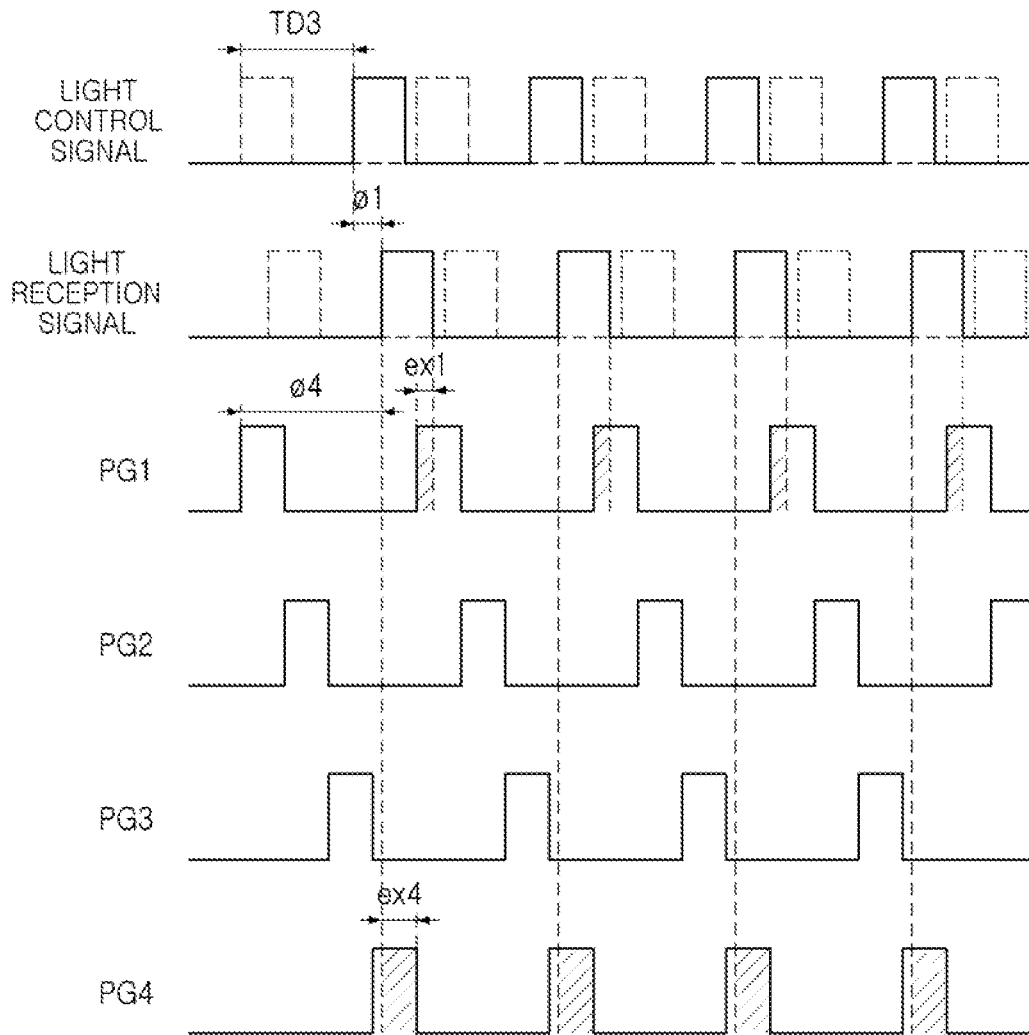 TD3
LIGHT
CONTROL
SIGNAL
ø1
LIGHT
RECEPTION
SIGNAL
ex1
ø4
PG1
PG2
PG3
ex4
PG4